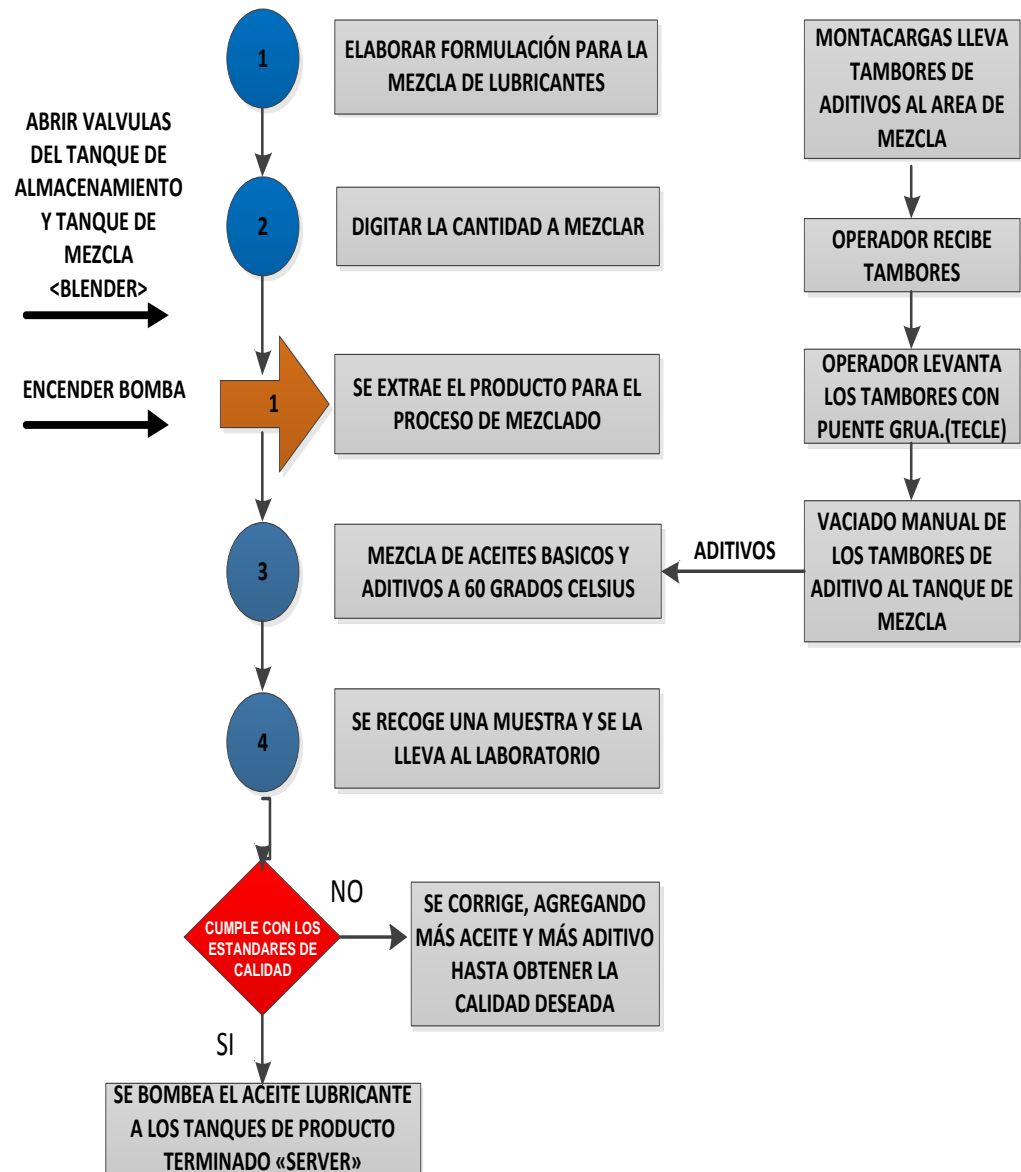 1
ELABORAR FORMULACIÓN PARA LA
MEZCLA DE LUBRICANTES
ABRIR VALVULAS
DEL TANQUE DE
ALMACENAMIENTO
Y TANQUE DE
MEZCLA
<BLENDER>
2
DIGITAR LA CANTIDAD A MEZCLAR
ENCENDER BOMBA
1
SE EXTRAE EL PRODUCTO PARA EL
PROCESO DE MEZCLADO
3
MEZCLA DE ACEITES BASICOS Y
ADITIVOS A 60 GRADOS CELSIUS
ADITIVOS
MONTACARGAS LLEVA
TAMBORES DE
ADITIVOS AL AREA DE
MEZCLA
OPERADOR RECIBE
TAMBORES
OPERADOR LEVANTA
LOS TAMBORES CON
PUENTE GRUA.(TECLE)
VACIADO MANUAL DE
LOS TAMBORES DE
ADITIVO AL TANQUE DE
MEZCLA
4
SE RECOGE UNA MUESTRA Y SE LA
LLEVA AL LABORATORIO
CUMPLE CON LOS
ESTANDARES DE
CALIDAD
NO
SE CORRIGE, AGREGANDO
MÁS ACEITE Y MÁS ADITIVO
HASTA OBTENER LA
CALIDAD DESEADA
SI
SE BOMBEA EL ACEITE LUBRICANTE
A LOS TANQUES DE PRODUCTO
TERMINADO «SERVER»